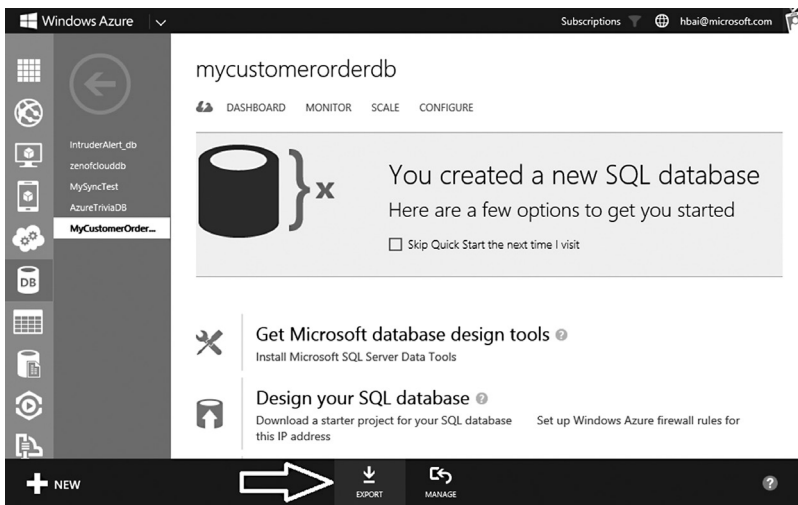 Windows Azure
Subscriptions
hbai@microsoft.com
mycustomerorderdb
DASHBOARD MONITOR SCALE CONFIGURE
IntruderAlert_db
zenofclouddb
MySyncTest
AzureTriviaDB
MyCustomerOrder...
You created a new SQL database
Here are a few options to get you started
Skip Quick Start the next time I visit
Get Microsoft database design tools ?
Install Microsoft SQL Server Data Tools
Design your SQL database ?
Download a starter project for your SQL database Set up Windows Azure firewall rules for
this IP address
DB
x
NEW
EXPORT
MANAGE
?